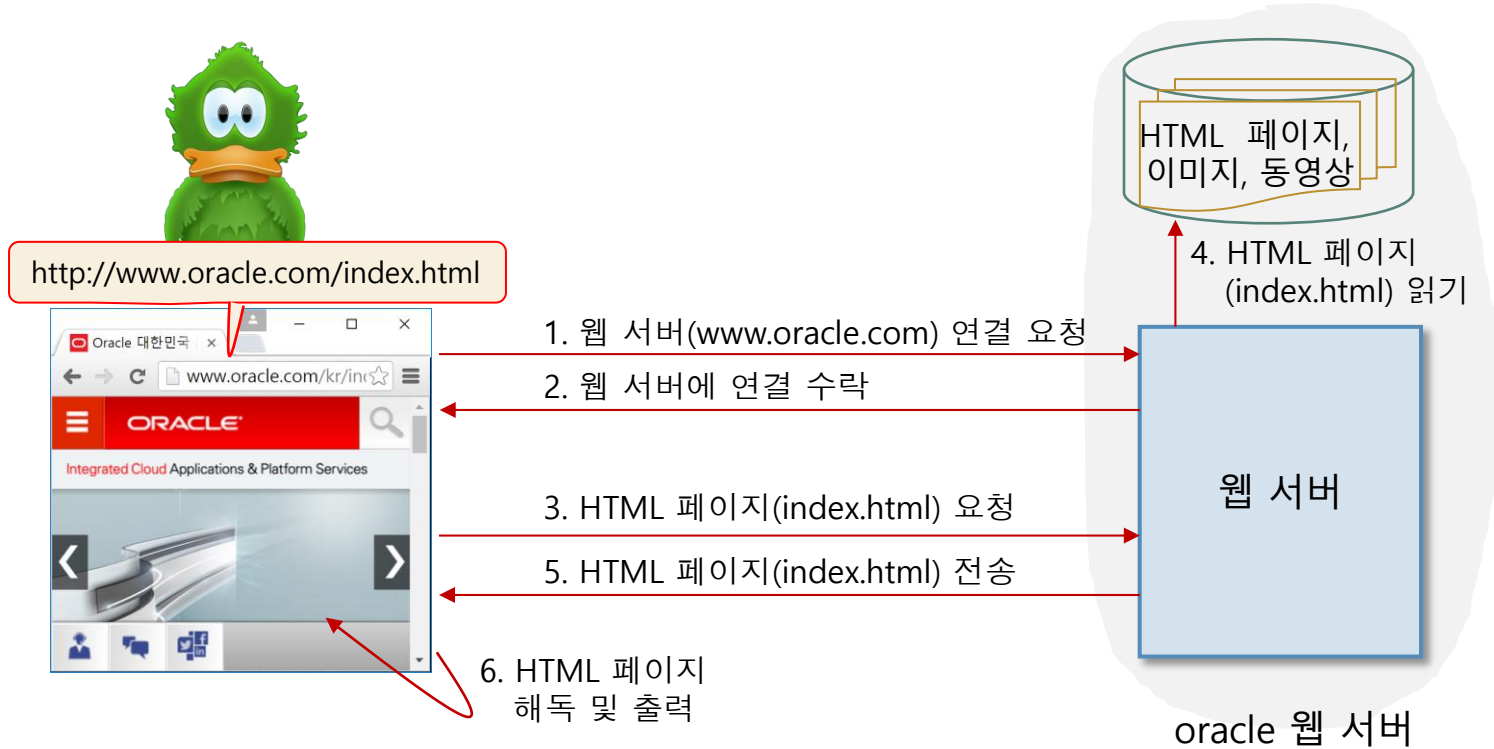 HTML 페이지,
이미지, 동영상
http://www.oracle.com/index.html
4. HTML 페이지
(index.html) 읽기
Oracle 대한민국
www.oracle.com/kr/in
ORACLE
Integrated Cloud Applications & Platform Services
1. 웹 서버(www.oracle.com) 연결 요청
2. 웹 서버에 연결 수락
웹 서버
3. HTML 페이지(index.html) 요청
5. HTML 페이지(index.html) 전송
6. HTML 페이지
해독 및 출력
oracle 웹 서버